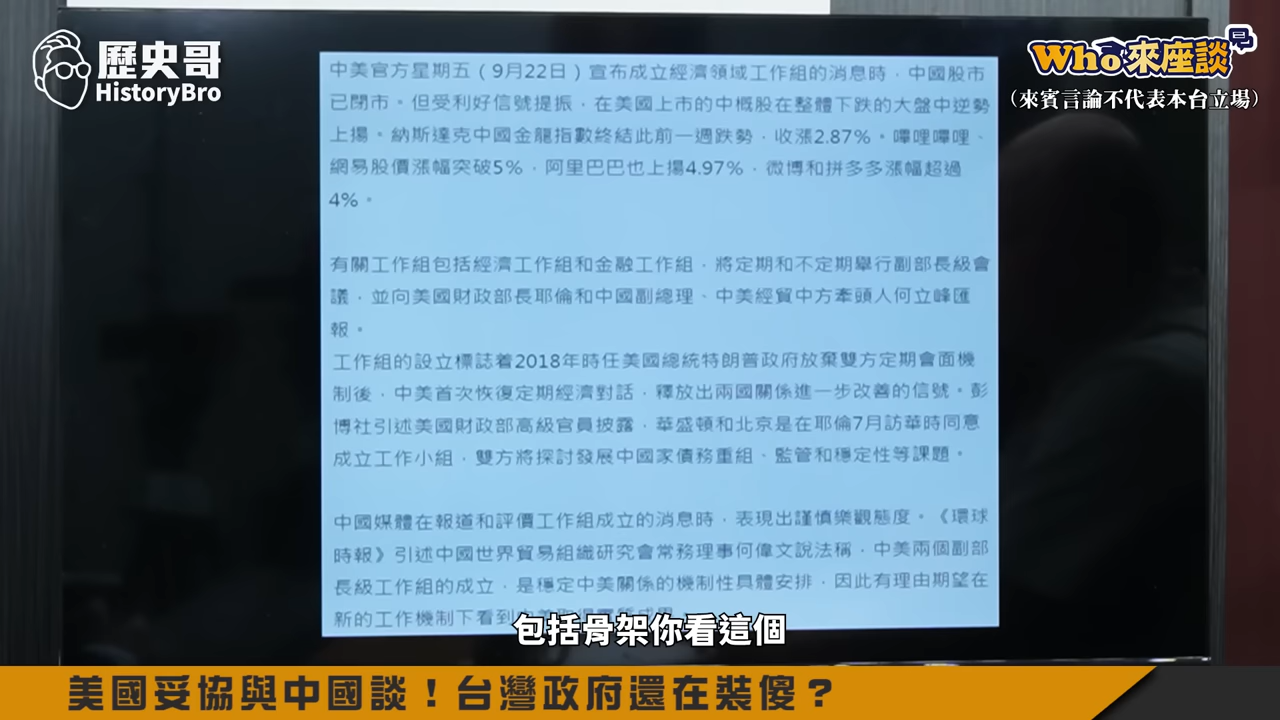 歷史哥
HistoryBro
Who來座談
(來賓言論不代表本台立場)
中美官方星期五（9月22日）宣布成立經濟領域工作組的消息時，中國股市
已閉市。但受利好信號提振，在美國上市的中概股在整體下跌的大盤中逆勢
上揚。納斯達克中國金龍指數終結此前一週跌勢，收漲2.87%。嗶哩嗶哩、
網易股價漲幅突破5%，阿里巴巴也上揚4.97%，微博和拼多多漲幅超過
4%。
有關工作組包括經濟工作組和金融工作組，將定期和不定期舉行副部長級會
議，並向美國財政部長耶倫和中國副總理、中美經貿中方牽頭人何立峰匯
報。
工作組的設立標誌着2018年時任美國總統特朗普政府放棄雙方定期會面機
制後，中美首次恢復定期經濟對話，釋放出兩國關係進一步改善的信號。彭
博社引述美國財政部高級官員披露，華盛頓和北京是在耶倫7月訪華時同意
成立工作小組，雙方將探討發展中國家債務重組、監管和穩定性等課題。
中國媒體在報道和評價工作組成立的消息時，表現出謹慎樂觀態度。《環球
時報》引述中國世界貿易組織研究會常務理事何偉文說法稱，中美兩個副部
長級工作組的成立，是穩定中美關係的機制性具體安排，因此有理由期望在
新的工作機制下看到
包括骨架你看這個
美國妥協與中國談！台灣政府還在裝傻？